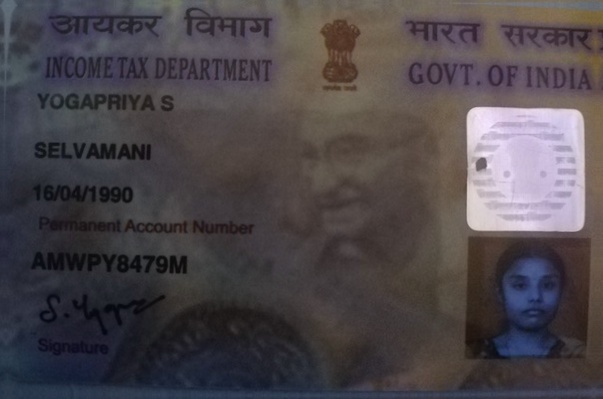 आयकर विभाग
INCOME TAX DEPARTMENT
भारत सरकार
GOVT. OF INDIA
YOGAPRIYA S
SELVAMANI
16/04/1990
Permanent Account Number
AMWPY8479M
S. Yoga
Signature